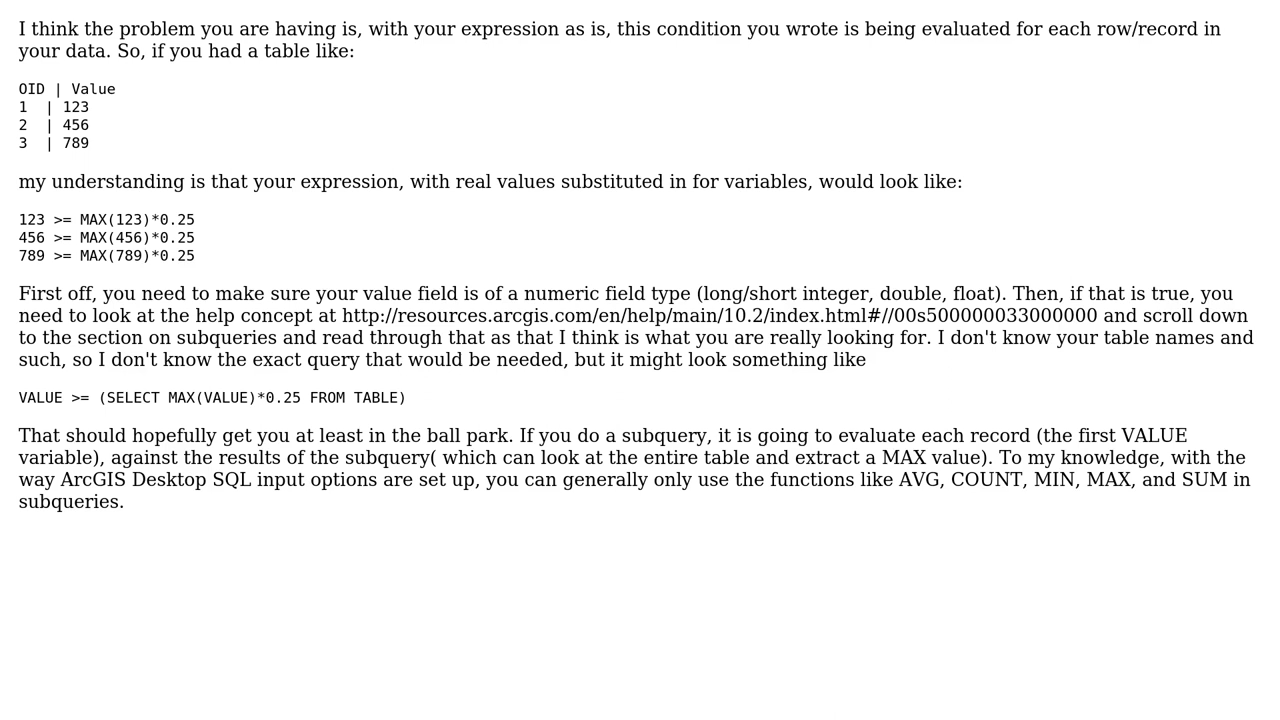 I think the problem you are having is, with your expression as is, this condition you wrote is being evaluated for each row/record in
your data. So, if you had a table like:
OID | Value
1  | 123
2  | 456
3  | 789
my understanding is that your expression, with real values substituted in for variables, would look like:
123 >= MAX(123)*0.25
456 >= MAX(456)*0.25
789 >= MAX(789)*0.25
First off, you need to make sure your value field is of a numeric field type (long/short integer, double, float). Then, if that is true, you
need to look at the help concept at http://resources.arcgis.com/en/help/main/10.2/index.html#//00s500000033000000 and scroll down
to the section on subqueries and read through that as that I think is what you are really looking for. I don't know your table names and
such, so I don't know the exact query that would be needed, but it might look something like
VALUE >= (SELECT MAX(VALUE)*0.25 FROM TABLE)
That should hopefully get you at least in the ball park. If you do a subquery, it is going to evaluate each record (the first VALUE
variable), against the results of the subquery( which can look at the entire table and extract a MAX value). To my knowledge, with the
way ArcGIS Desktop SQL input options are set up, you can generally only use the functions like AVG, COUNT, MIN, MAX, and SUM in
subqueries.